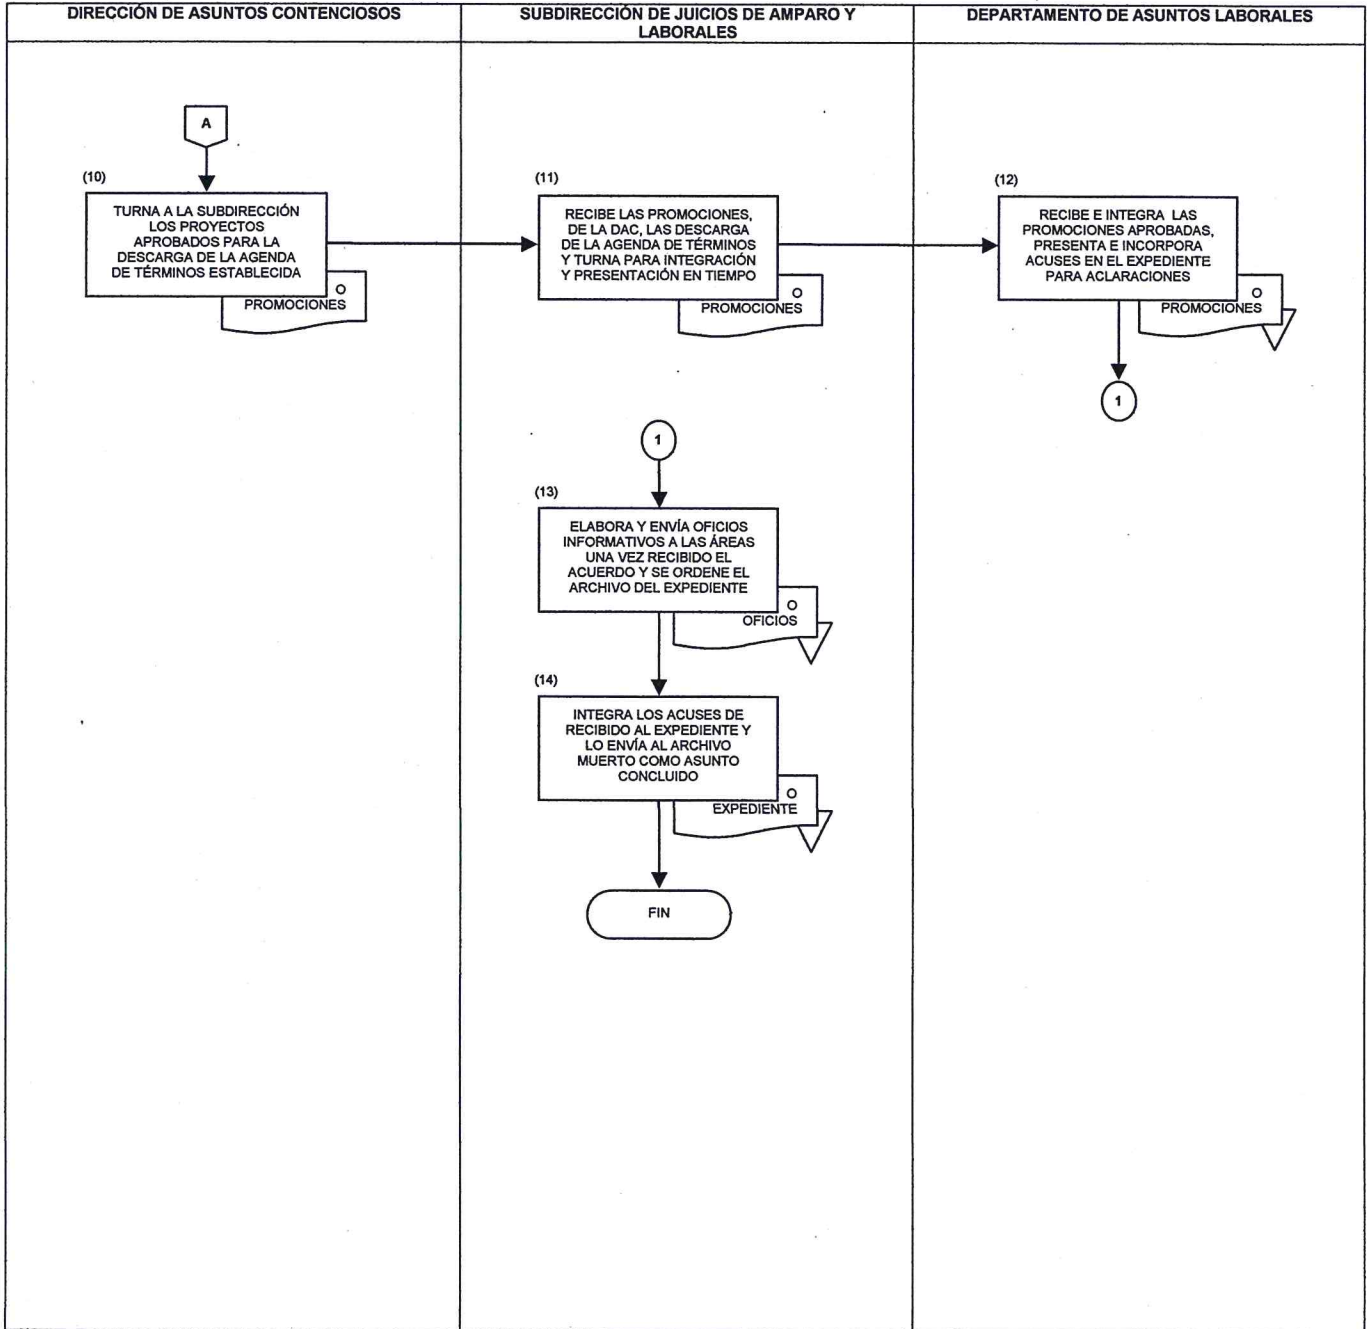 DIRECCIÓN DE ASUNTOS CONTENCIOSOS
SUBDIRECCIÓN DE JUICIOS DE AMPARO Y
LABORALES
DEPARTAMENTO DE ASUNTOS LABORALES
A
(10)
TURNA A LA SUBDIRECCIÓN
LOS PROYECTOS
APROBADOS PARA LA
DESCARGA DE LA AGENDA
DE TÉRMINOS ESTABLECIDA
O
PROMOCIONES
(11)
RECIBE LAS PROMOCIONES,
DE LA DAC, LAS DESCARGA
DE LA AGENDA DE TÉRMINOS
Y TURNA PARA INTEGRACIÓN
Y PRESENTACIÓN EN TIEMPO
O
PROMOCIONES
(12)
RECIBE E INTEGRA LAS
PROMOCIONES APROBADAS,
PRESENTA E INCORPORA
ACUSES EN EL EXPEDIENTE
PARA ACLARACIONES
O
PROMOCIONES
1
1
(13)
ELABORA Y ENVÍA OFICIOS
INFORMATIVOS A LAS ÁREAS
UNA VEZ RECIBIDO EL
ACUERDO Y SE ORDENE EL
ARCHIVO DEL EXPEDIENTE
O
OFICIOS
(14)
INTEGRA LOS ACUSES DE
RECIBIDO AL EXPEDIENTE Y
LO ENVÍA AL ARCHIVO
MUERTO COMO ASUNTO
CONCLUIDO
O
EXPEDIENTE
FIN